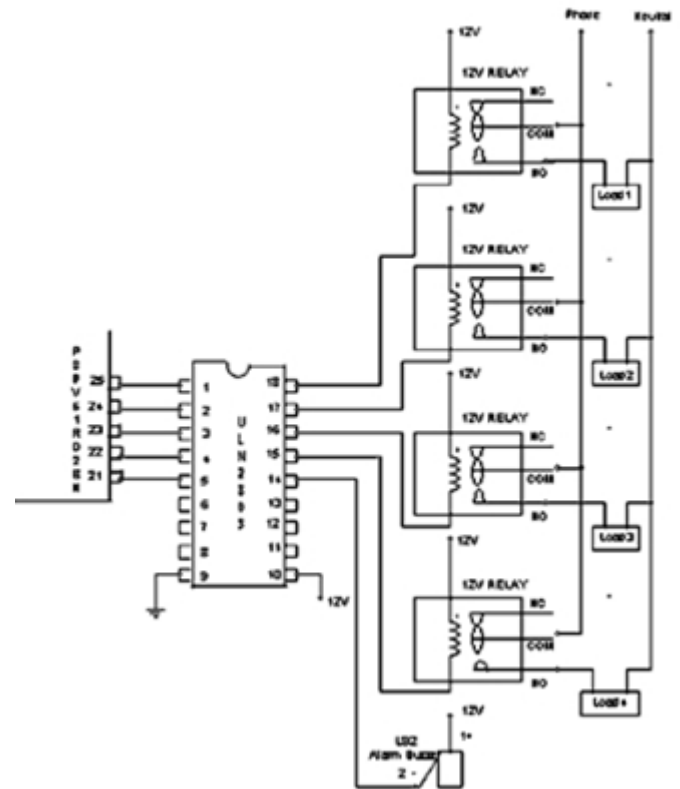 Phase
Neutral
12V
12V RELAY
NC
COM
NO
Load1
12V
12V RELAY
NC
COM
NO
Load2
12V
12V RELAY
NC
COM
NO
Load3
12V
12V RELAY
NC
COM
NO
Load4
25
24
23
22
21
1
2
3
4
5
6
7
8
9
ULN2803
18
17
16
15
14
13
12
11
10
12V
12V
1+
LS2
2 -